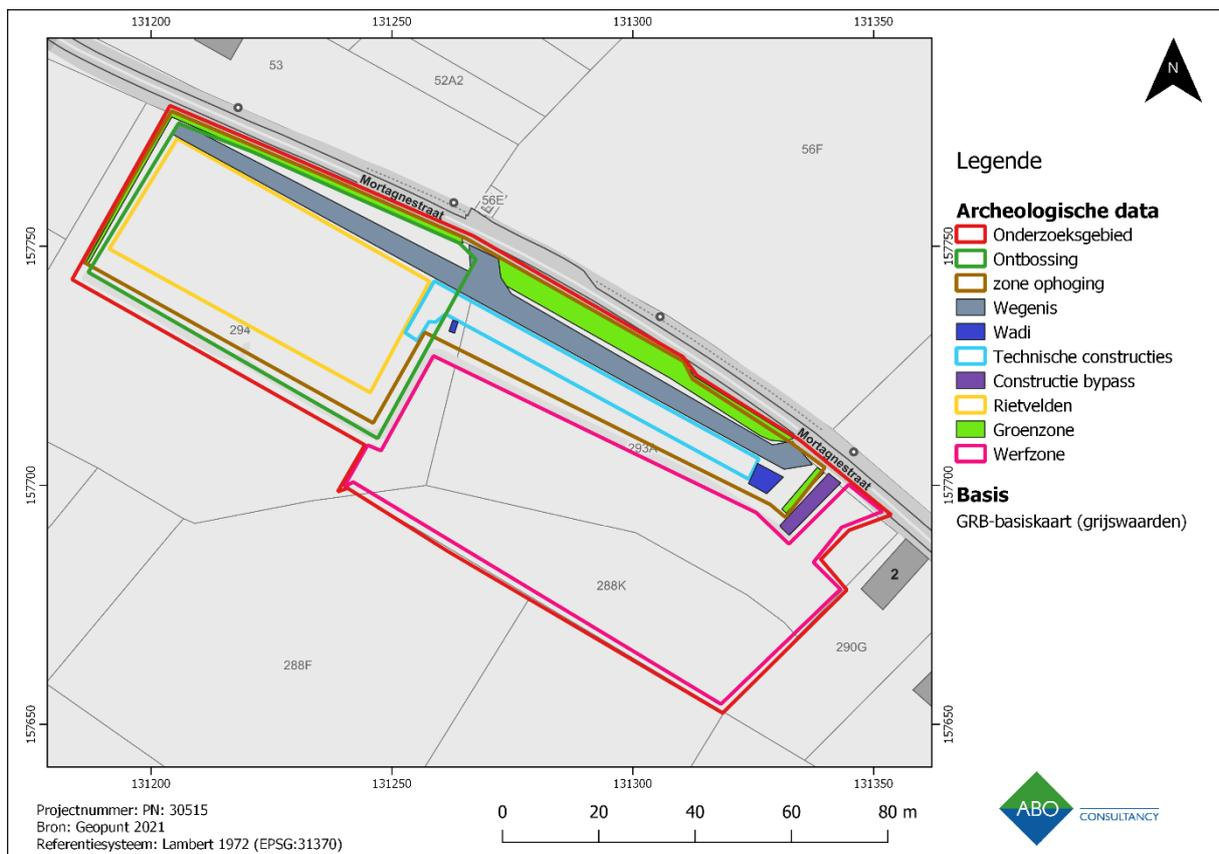 131200 131250 131300 131350
53
52A2
56F
N
Mortagnestraat
56E'
157750 157750
294
Mortagnestraat
293A
157700 157700
2
288K
290G
288F
157650 157650
131200 131250 131300 131350
Legende
Archeologische data
Onderzoeksgebied
Ontbossing
zone ophoging
Wegenis
Wadi
Technische constructies
Constructie bypass
Rietvelden
Groenzone
Werfzone
Basis
GRB-basiskaart (grijswaarden)
Projectnummer: PN: 30515
Bron: Geopunt 2021
Referentiesysteem: Lambert 1972 (EPSG:31370)
0 20 40 60 80 m
ABO CONSULTANCY